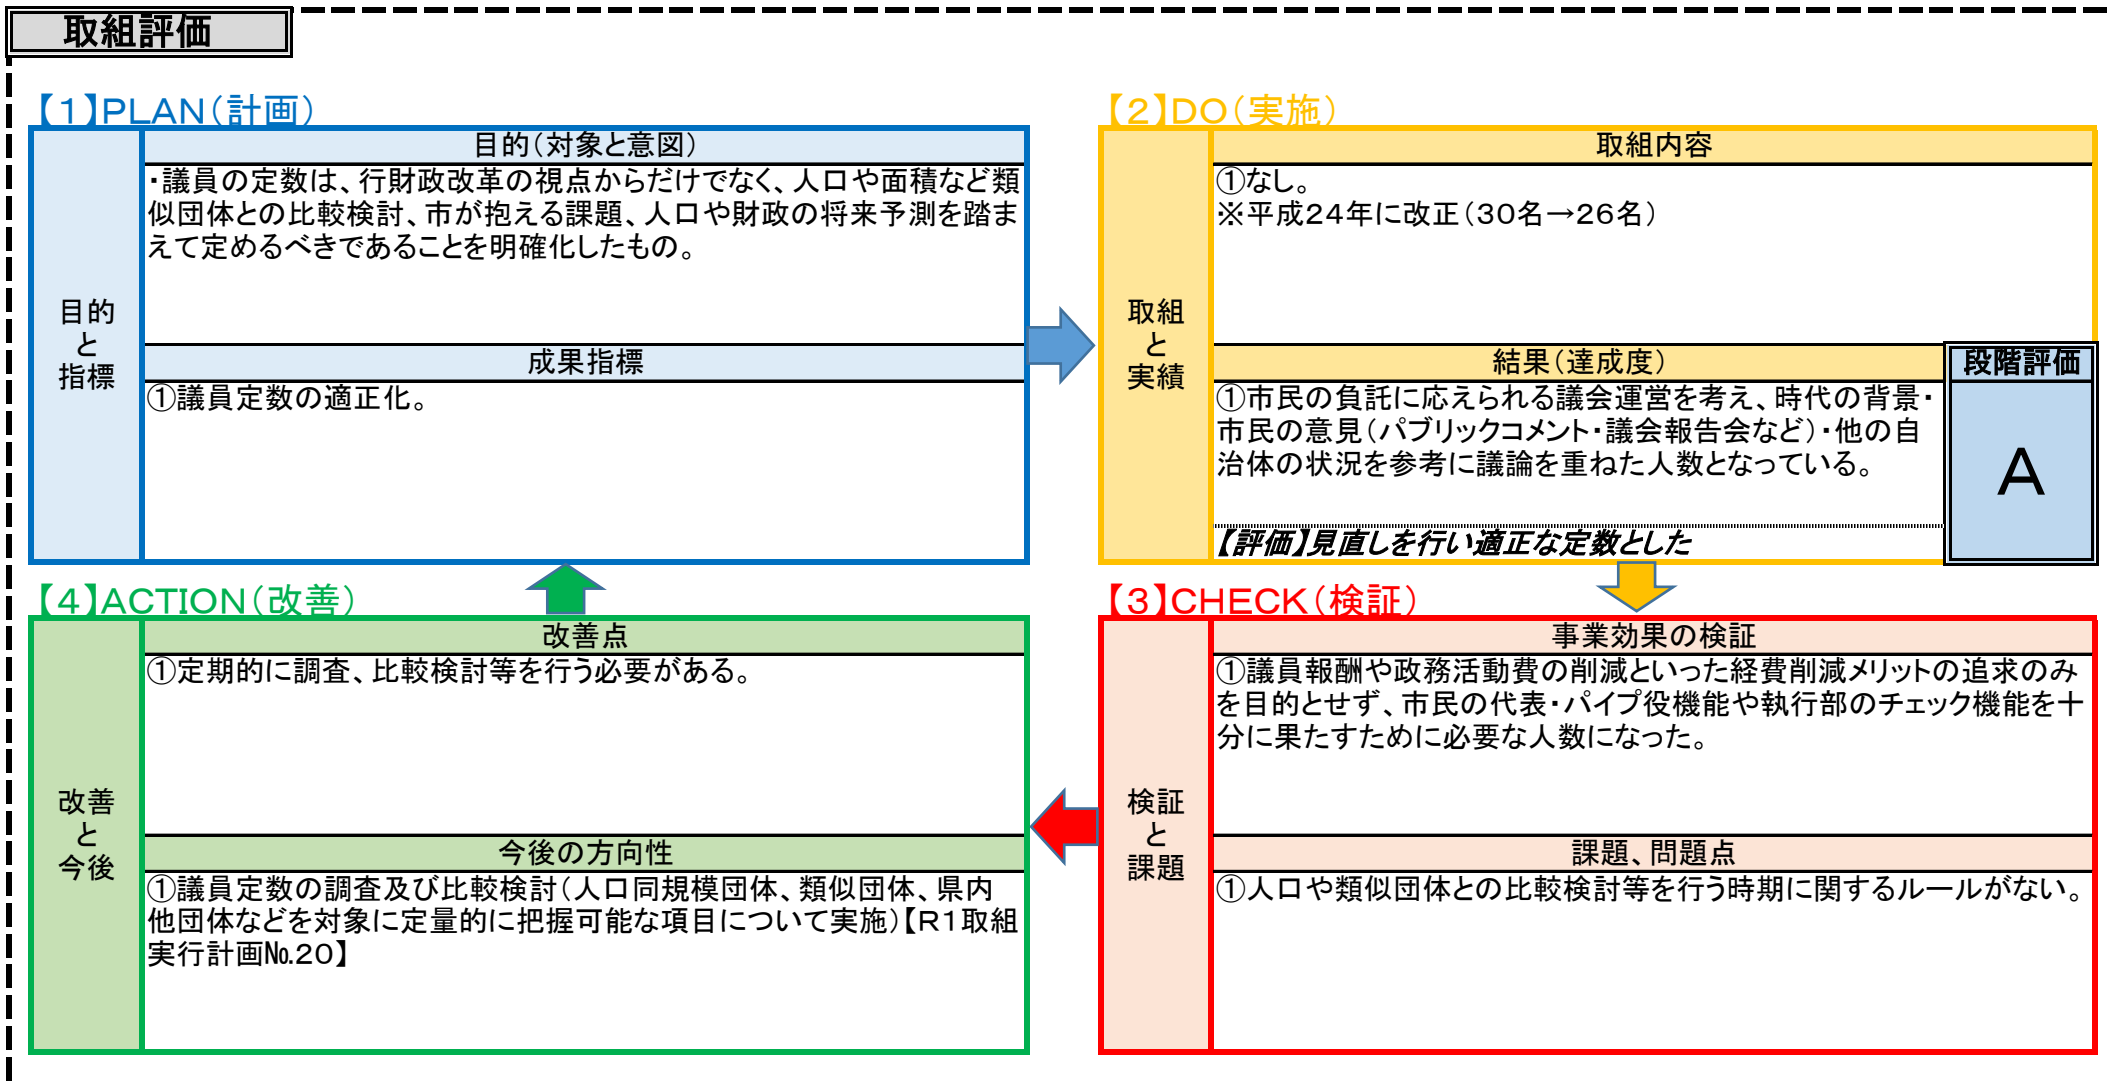 取組評価
【1】PLAN(計画)
目的
と
指標
目的(対象と意図)
・議員の定数は、行財政改革の視点からだけでなく、人口や面積など類
似団体との比較検討、市が抱える課題、人口や財政の将来予測を踏ま
えて定めるべきであることを明確化したもの。
成果指標
①議員定数の適正化。
【2】DO(実施)
取組
と
実績
取組内容
①なし。
※平成24年に改正(30名→26名)
結果(達成度)
①市民の負託に応えられる議会運営を考え、時代の背景・
市民の意見(パブリックコメント・議会報告会など)・他の自
治体の状況を参考に議論を重ねた人数となっている。
【評価】見直しを行い適正な定数とした
段階評価
A
【3】CHECK(検証)
検証
と
課題
事業効果の検証
①議員報酬や政務活動費の削減といった経費削減メリットの追求のみ
を目的とせず、市民の代表・パイプ役機能や執行部のチェック機能を十
分に果たすために必要な人数になった。
課題、問題点
①人口や類似団体との比較検討等を行う時期に関するルールがない。
【4】ACTION(改善)
改善
と
今後
改善点
①定期的に調査、比較検討等を行う必要がある。
今後の方向性
①議員定数の調査及び比較検討(人口同規模団体、類似団体、県内
他団体などを対象に定量的に把握可能な項目について実施)【R1取組
実行計画№20】